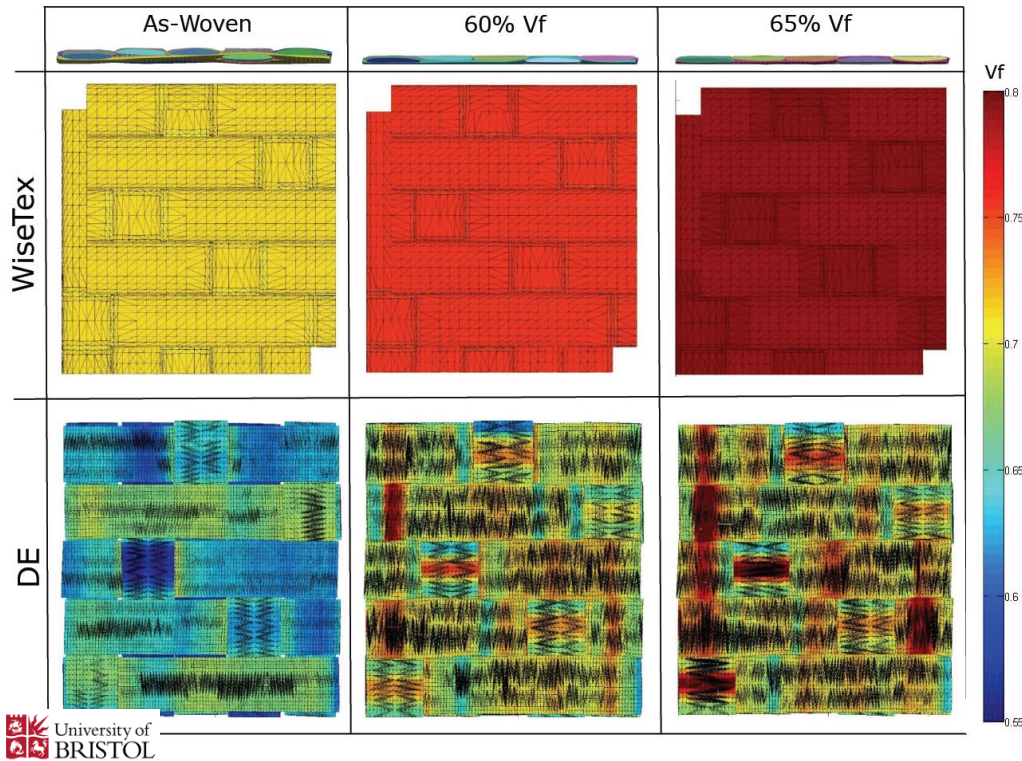 As-Woven
60% Vf
65% Vf
Vf
WiseTex
DE
0.8
0.75
0.7
0.65
0.6
0.55
University of
BRISTOL